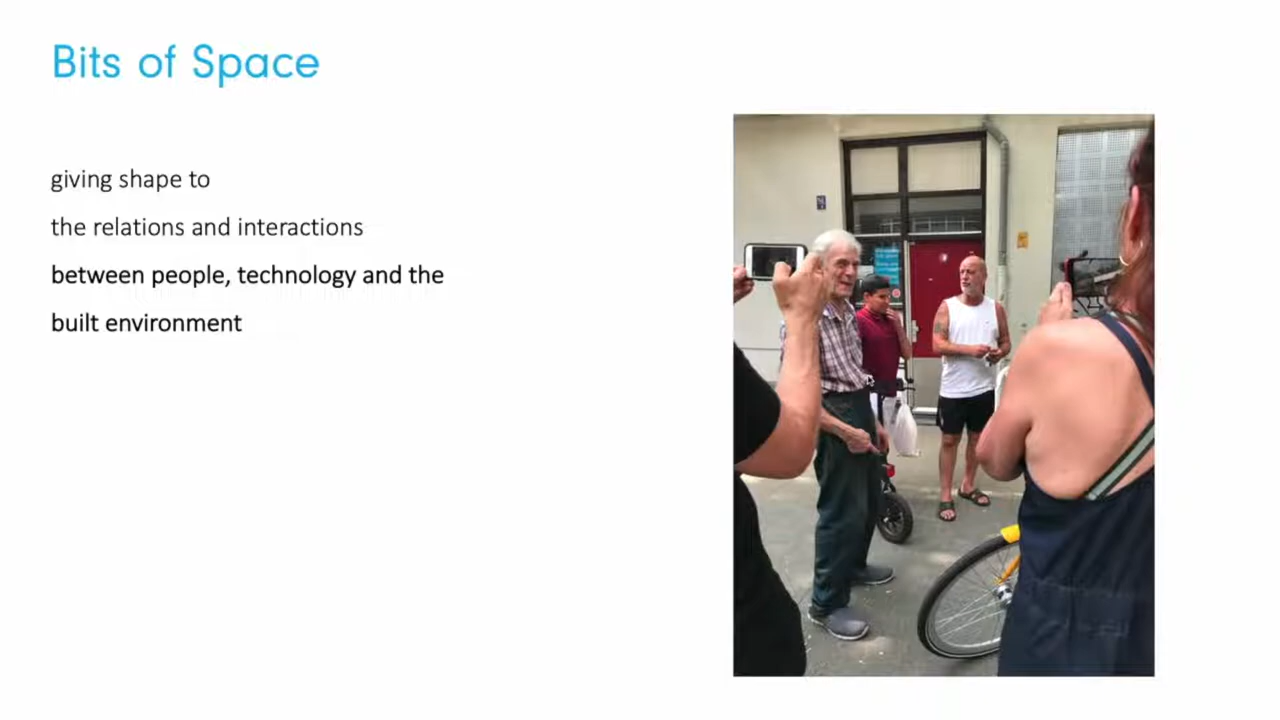 Bits of Space
giving shape to
the relations and interactions
between people, technology and the
built environment